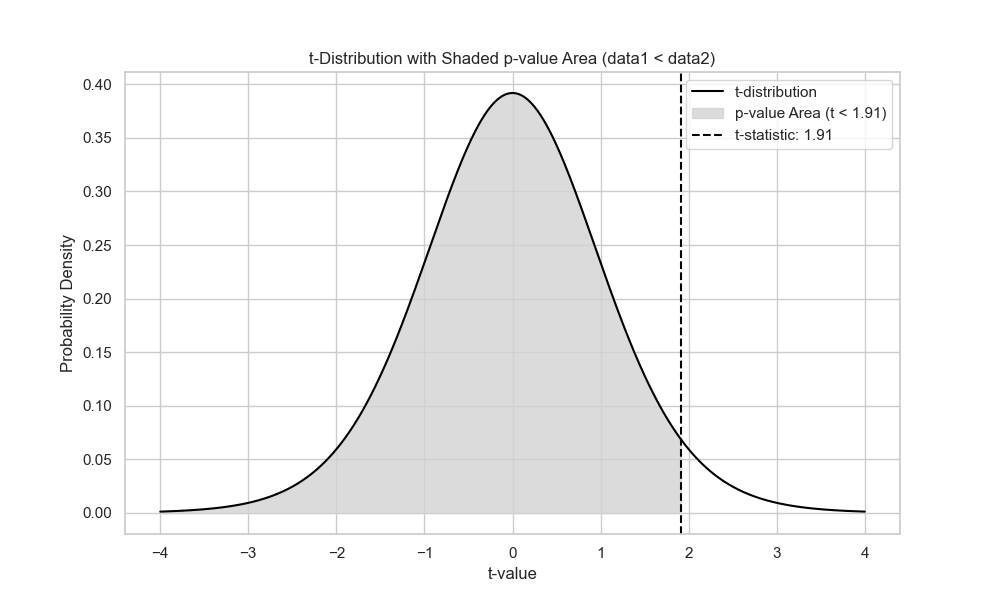 t-Distribution with Shaded p-value Area (data1 < data2)
t-distribution
p-value Area (t < 1.91)
t-statistic: 1.91
0.40
0.35
0.30
0.25
0.20
0.15
0.10
0.05
0.00
Probability Density
−4 −3 −2 −1 0 1 2 3 4
t-value